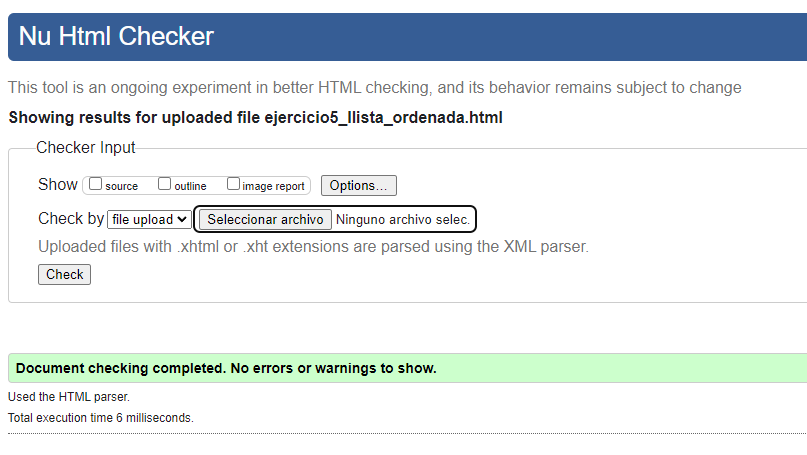 Nu Html Checker
This tool is an ongoing experiment in better HTML checking, and its behavior remains subject to change
Showing results for uploaded file ejercicio5_llista_ordenada.html
Checker Input
Show source outline image report Options...
Check by file upload Seleccionar archivo Ninguno archivo selec.
Uploaded files with .xhtml or .xht extensions are parsed using the XML parser.
Check
Document checking completed. No errors or warnings to show.
Used the HTML parser.
Total execution time 6 milliseconds.